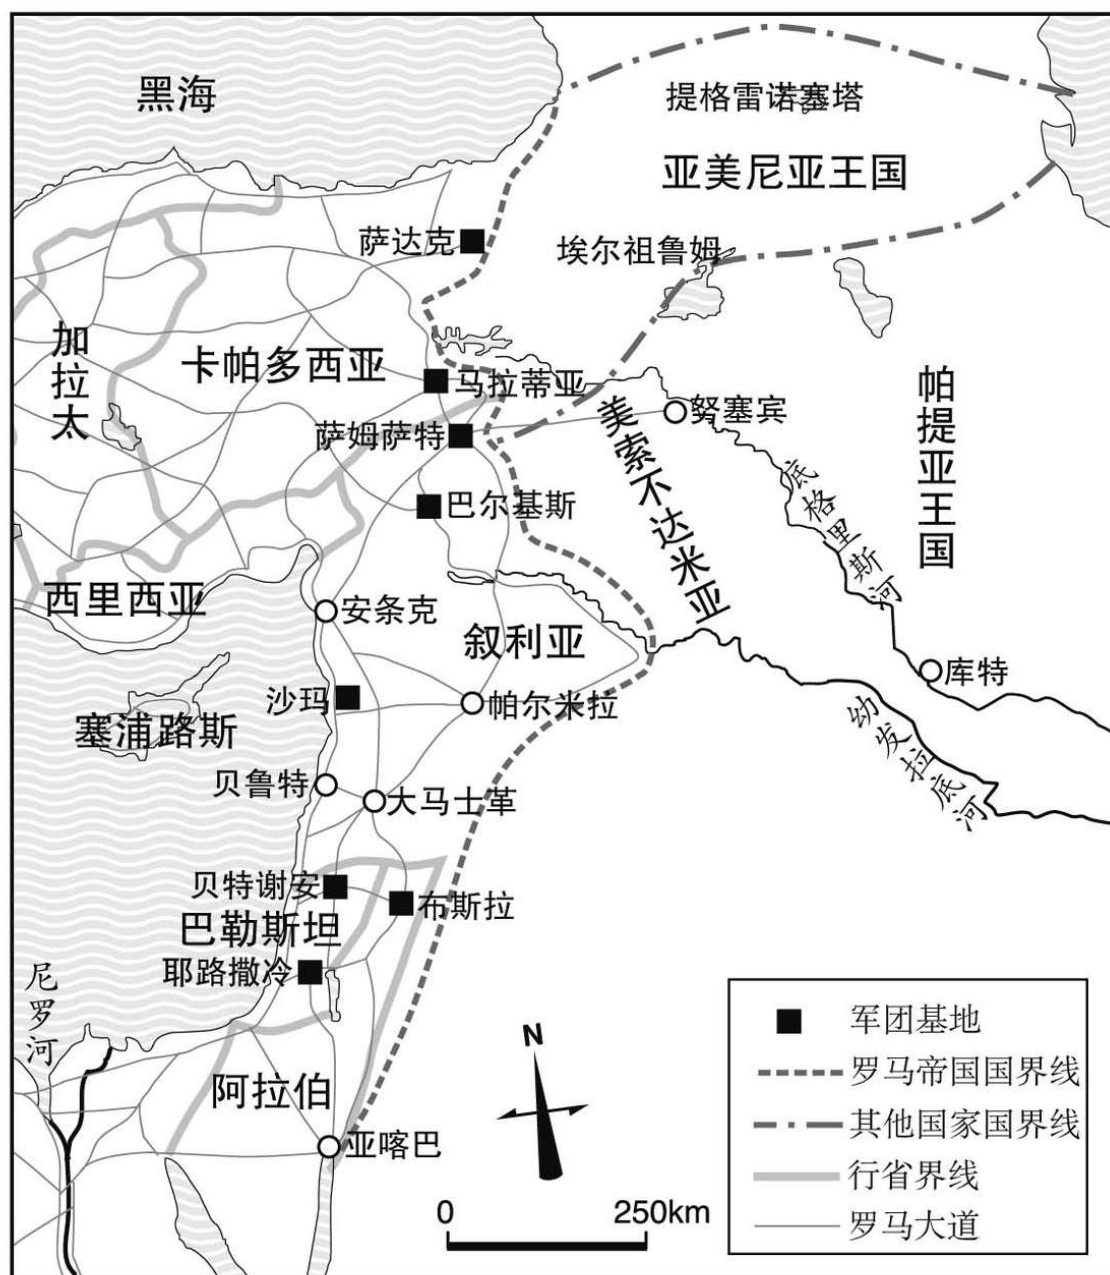 黑海
提格雷诺塞塔
亚美尼亚王国
萨达克
埃尔祖鲁姆
加拉太
卡帕多西亚
马拉蒂亚
努塞宾
帕提亚王国
萨姆萨特
美索不达米亚
底格里斯河
巴尔基斯
西里西亚
安条克
叙利亚
库特
沙玛
帕尔米拉
塞浦路斯
幼发拉底河
贝鲁特
大马士革
贝特谢安
布斯拉
巴勒斯坦
耶路撒冷
尼罗河
阿拉伯
亚喀巴
N
0 250km
军团基地
罗马帝国国界线
其他国家国界线
行省界线
罗马大道